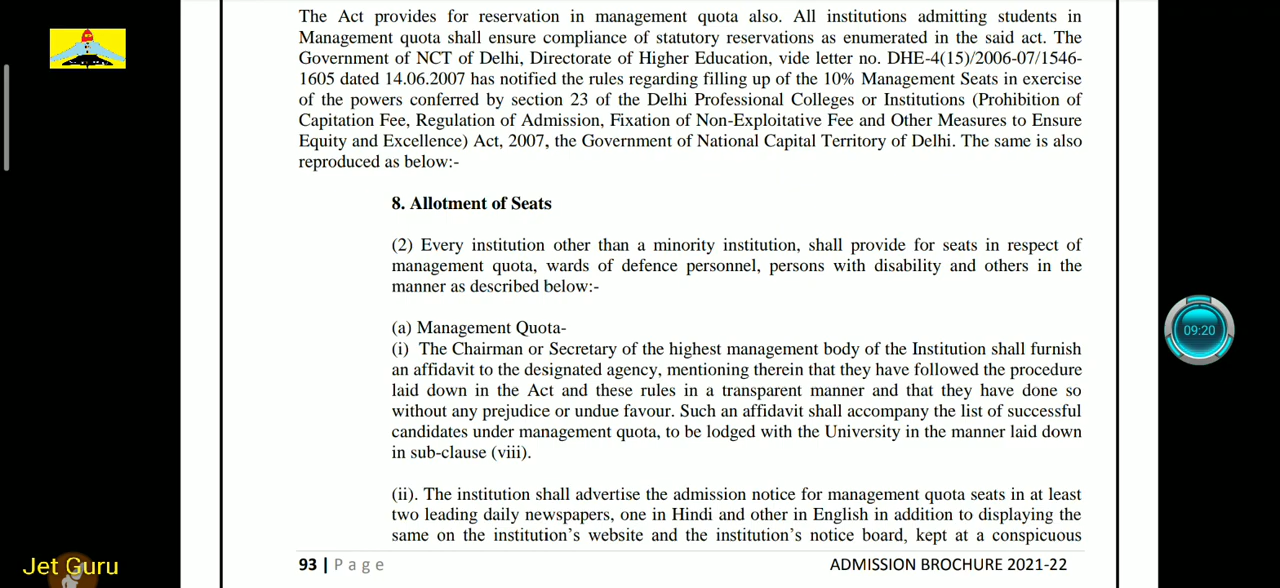 The Act provides for reservation in management quota also. All institutions admitting students in
Management quota shall ensure compliance of statutory reservations as enumerated in the said act. The
Government of NCT of Delhi, Directorate of Higher Education, vide letter no. DHE-4(15)/2006-07/1546-
1605 dated 14.06.2007 has notified the rules regarding filling up of the 10% Management Seats in exercise
of the powers conferred by section 23 of the Delhi Professional Colleges or Institutions (Prohibition of
Capitation Fee, Regulation of Admission, Fixation of Non-Exploitative Fee and Other Measures to Ensure
Equity and Excellence) Act, 2007, the Government of National Capital Territory of Delhi. The same is also
reproduced as below:-
8. Allotment of Seats
(2) Every institution other than a minority institution, shall provide for seats in respect of
management quota, wards of defence personnel, persons with disability and others in the
manner as described below:-
(a) Management Quota-
(i) The Chairman or Secretary of the highest management body of the Institution shall furnish
an affidavit to the designated agency, mentioning therein that they have followed the procedure
laid down in the Act and these rules in a transparent manner and that they have done so
without any prejudice or undue favour. Such an affidavit shall accompany the list of successful
candidates under management quota, to be lodged with the University in the manner laid down
in sub-clause (viii).
(ii). The institution shall advertise the admission notice for management quota seats in at least
two leading daily newspapers, one in Hindi and other in English in addition to displaying the
same on the institution's website and the institution's notice board, kept at a conspicuous
93 | Page
ADMISSION BROCHURE 2021-22
09:20
Jet Guru